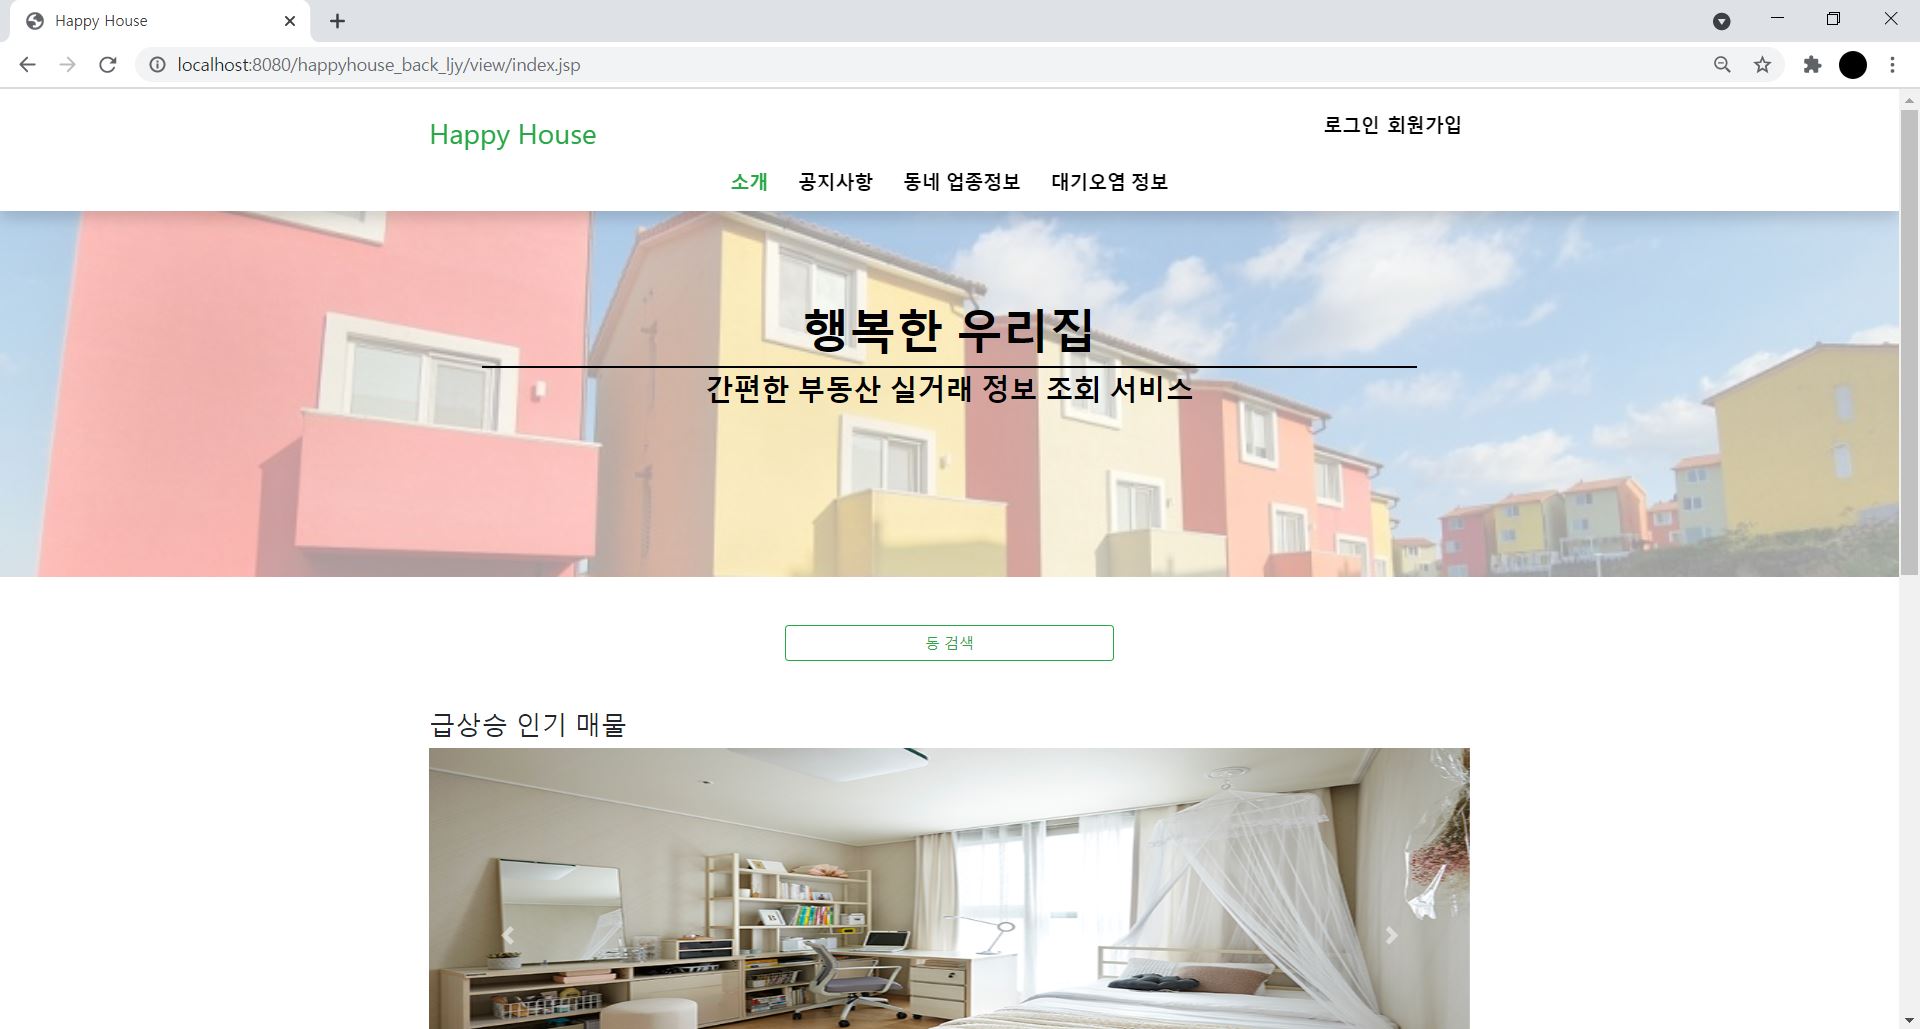 Happy House
localhost:8080/happyhouse_back_ljy/view/index.jsp
Happy House
로그인 회원가입
소개 공지사항 동네 업종정보 대기오염 정보
행복한 우리집
간편한 부동산 실거래 정보 조회 서비스
동 검색
급상승 인기 매물